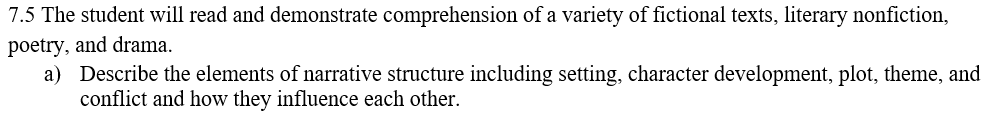 7.5 The student will read and demonstrate comprehension of a variety of fictional texts, literary nonfiction,
poetry, and drama.
a) Describe the elements of narrative structure including setting, character development, plot, theme, and
conflict and how they influence each other.